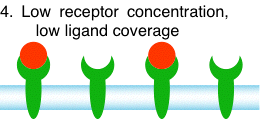 4. Low receptor concentration,
low ligand coverage